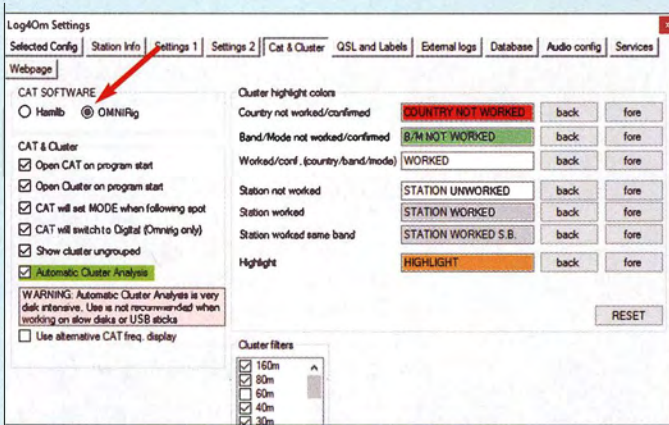 Log4Om Settings
x
Selected Config Station Info Settings 1 Settings 2 Cat & Cluster QSL and Labels External logs Database Audio config Services
Webpage
CAT SOFTWARE
Hamlib OMNIRig
CAT & Cluster
Open CAT on program start
Open Cluster on program start
CAT will set MODE when following spot
CAT will switch to Digital (Omnirig only)
Show cluster ungrouped
Automatic Cluster Analysis
WARNING: Automatic Cluster Analysis is very
disk intensive. Use is not recommended when
working on slow disks or USB sticks
Use alternative CAT freq. display
Cluster highlight colors
Country not worked/confirmed COUNTRY NOT WORKED back fore
Band/Mode not worked/confirmed B/M NOT WORKED back fore
Worked/conf. (country/band/mode) WORKED back fore
Station not worked STATION UNWORKED back fore
Station worked STATION WORKED back fore
Station worked same band STATION WORKED S.B. back fore
Highlight HIGHLIGHT back fore
RESET
Cluster filters
160m
80m
60m
40m
30m